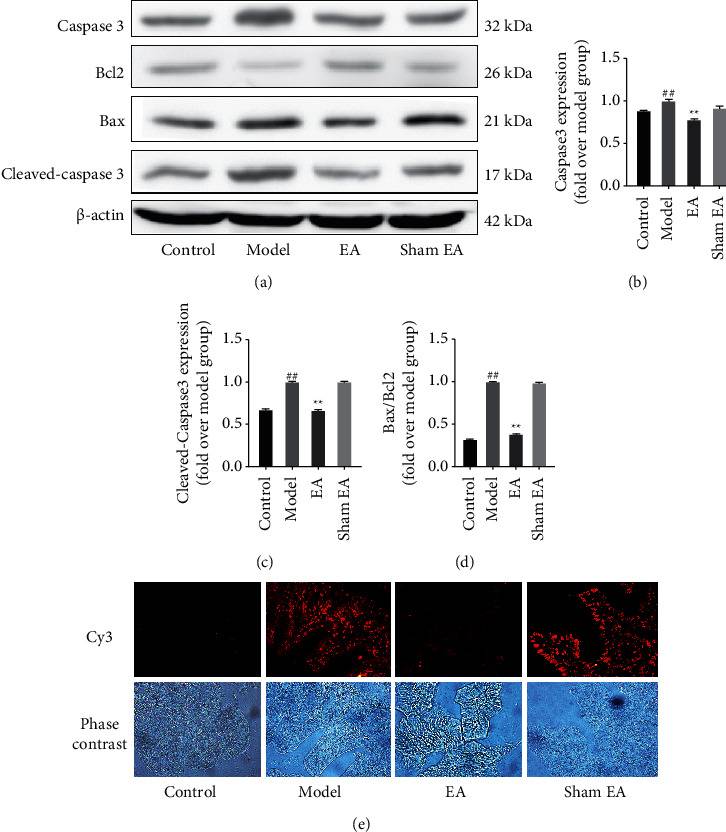 Caspase 3
32 kDa
Bcl2
26 kDa
Bax
21 kDa
Cleaved-caspase 3
17 kDa
β-actin
42 kDa
Control Model EA Sham EA
(a)
Caspase3 expression
(fold over model group)
1.5
1.0
0.5
0.0
##
**
Control
Model
EA
Sham EA
(b)
Cleaved-Caspase3 expression
(fold over model group)
1.5
1.0
0.5
0.0
##
**
Control
Model
EA
Sham EA
(c)
Bax/Bcl2
(fold over model group)
1.5
1.0
0.5
0.0
##
**
Control
Model
EA
Sham EA
(d)
Cy3
Phase
contrast
Control Model EA Sham EA
(e)